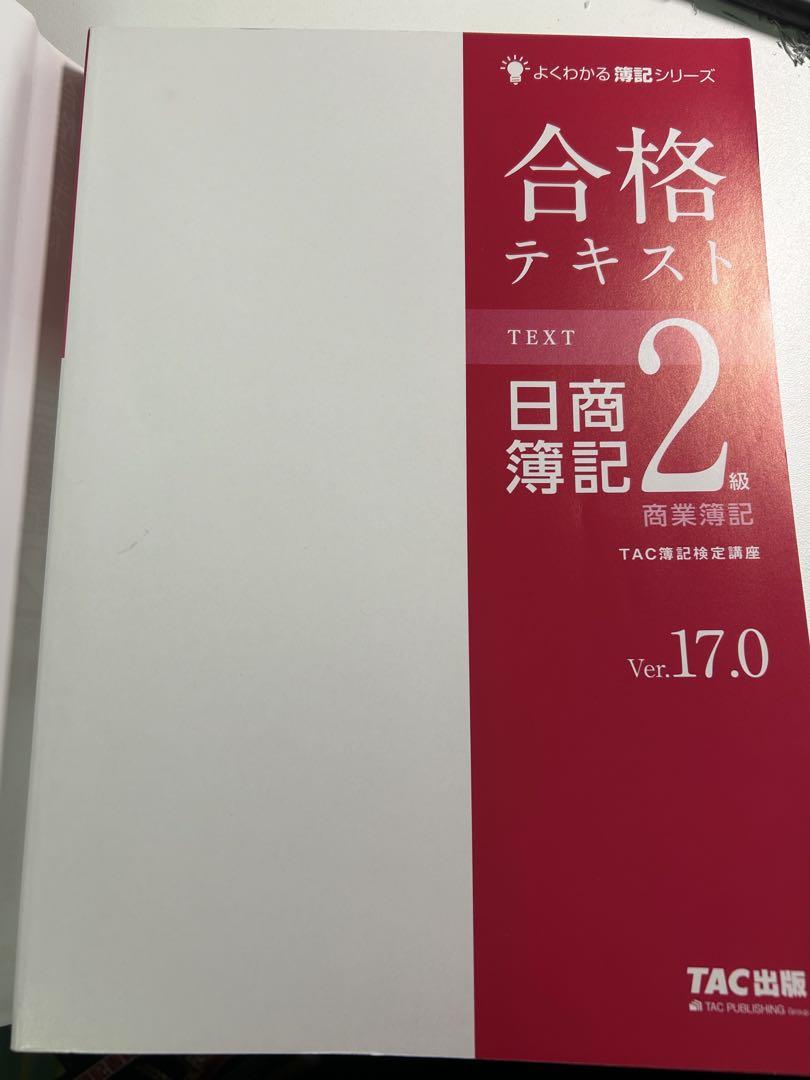 よくわかる簿記シリーズ
合格
テキスト
TEXT
日商
簿記
2級
商業簿記
TAC簿記検定講座
Ver.17.0
TAC出版
TAC PUBLISHING Group